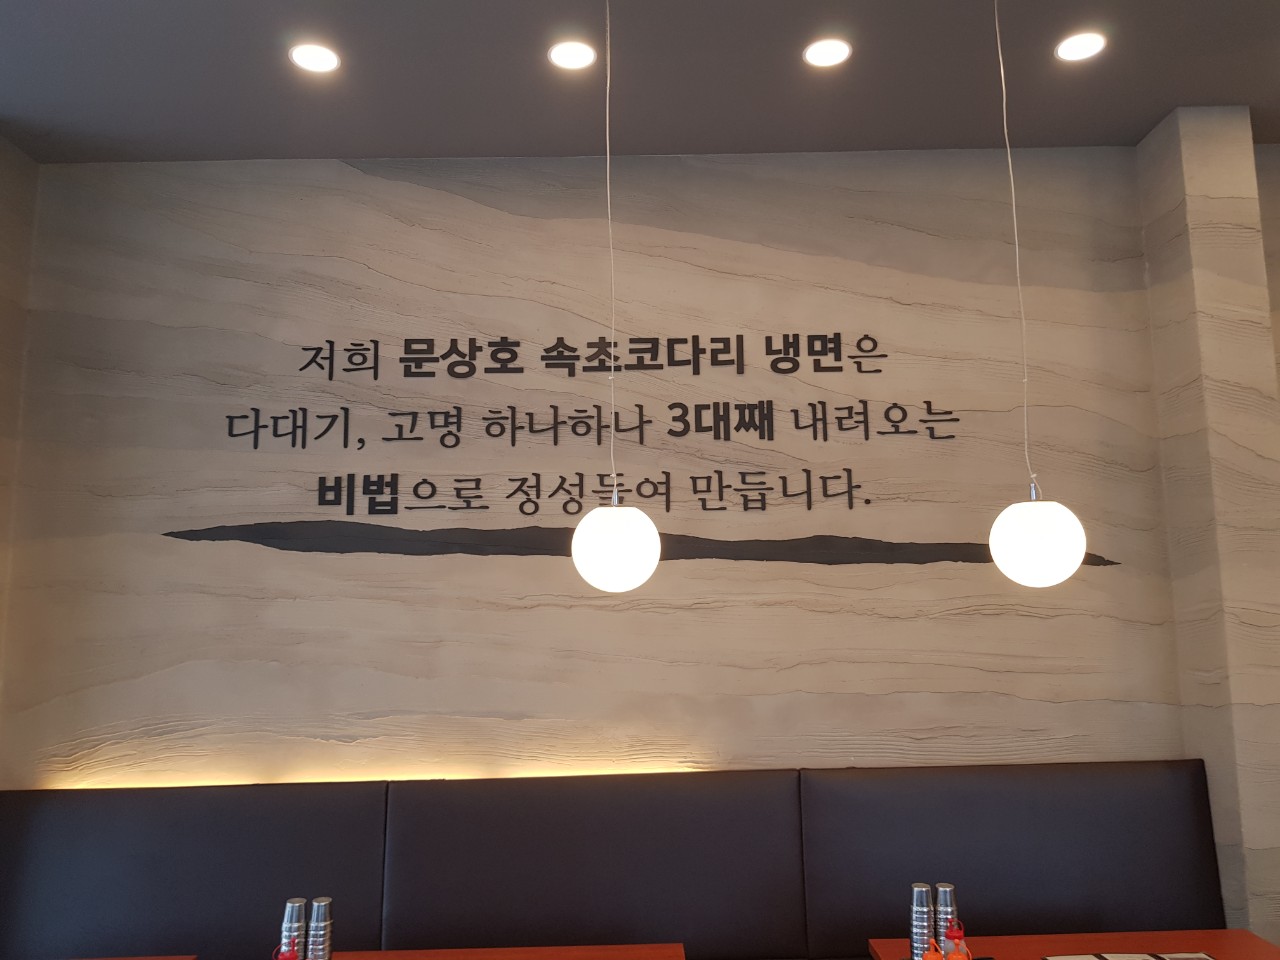 저희 문상호 속초코다리 냉면은
다대기, 고명 하나하나 3대째 내려오는
비법으로 정성들여 만듭니다.